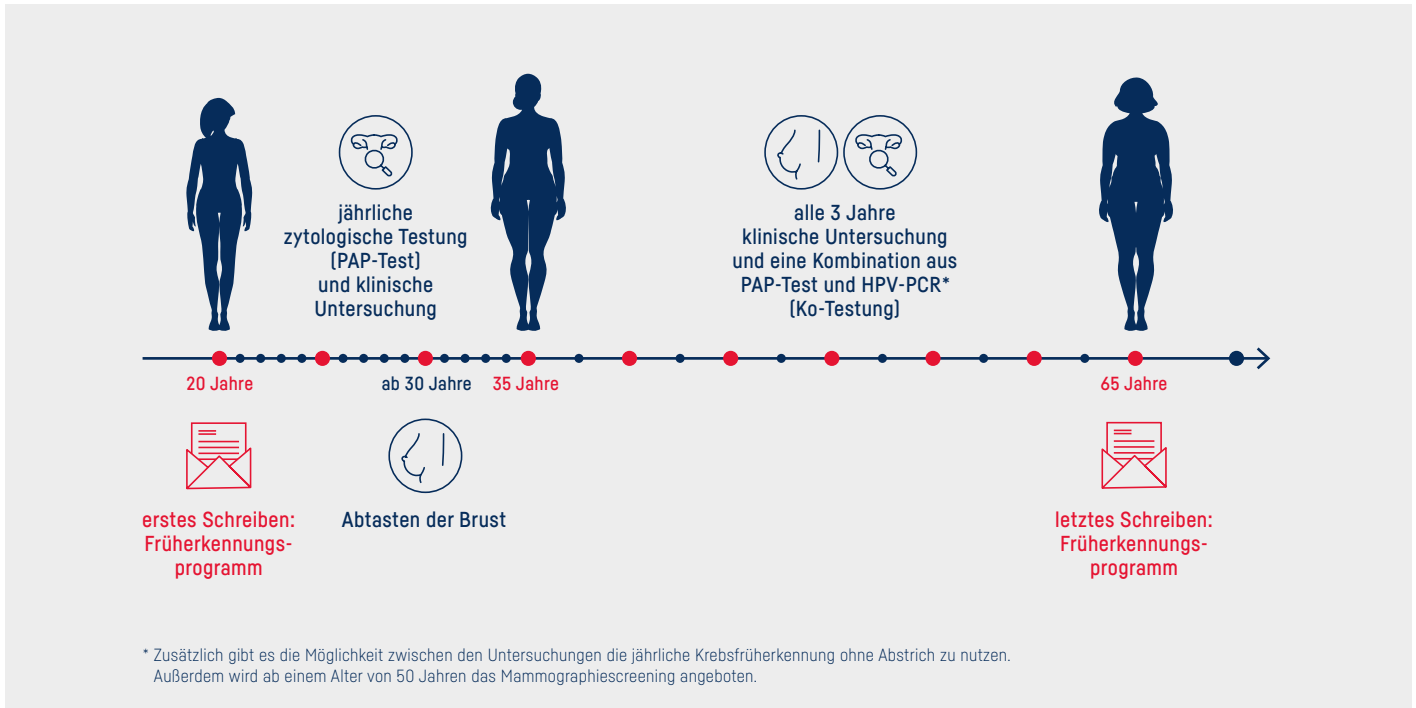 jährliche
zytologische Testung
(PAP-Test)
und klinische
Untersuchung
alle 3 Jahre
klinische Untersuchung
und eine Kombination aus
PAP-Test und HPV-PCR*
(Ko-Testung)
20 Jahre
ab 30 Jahre
35 Jahre
65 Jahre
erstes Schreiben:
Früherkennungs-
programm
Abtasten der Brust
letztes Schreiben:
Früherkennungs-
programm
* Zusätzlich gibt es die Möglichkeit zwischen den Untersuchungen die jährliche Krebsfrüherkennung ohne Abstrich zu nutzen.
Außerdem wird ab einem Alter von 50 Jahren das Mammographiescreening angeboten.